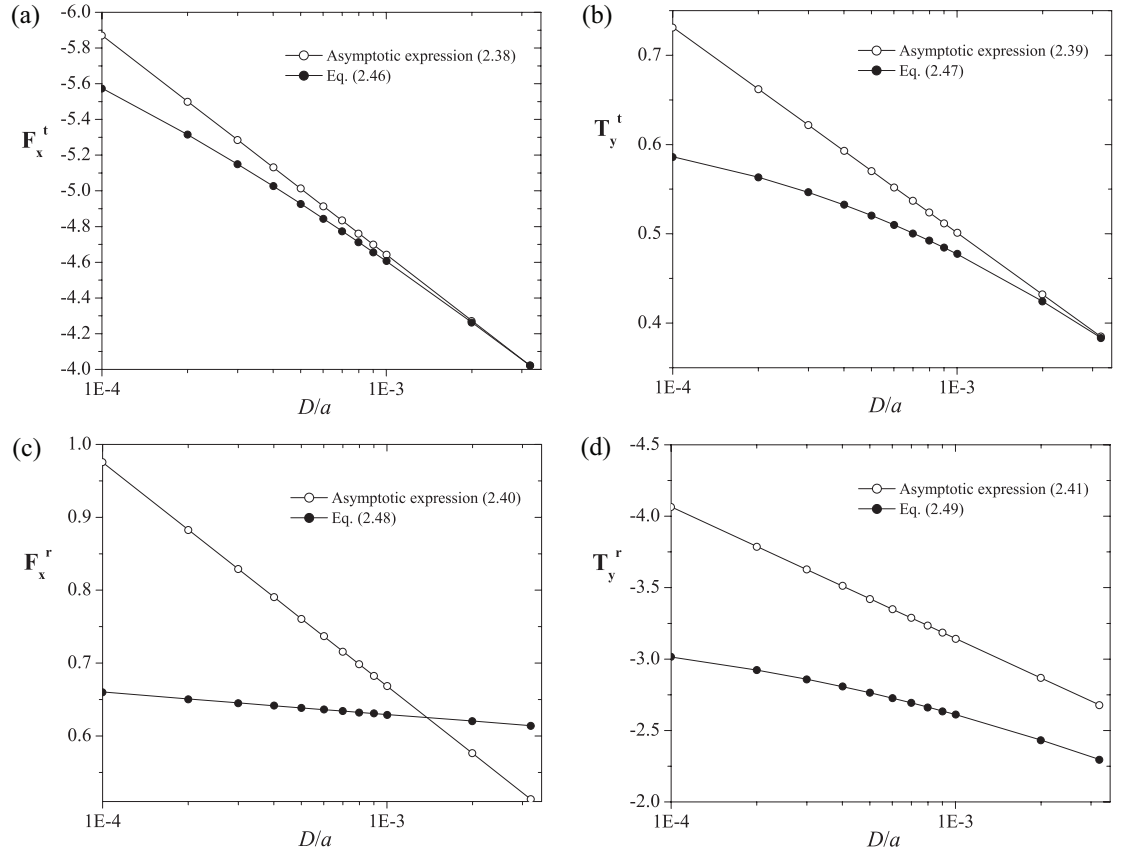 (a)
-6.0
-5.8
-5.6
-5.4
-5.2
-5.0
-4.8
-4.6
-4.4
-4.2
-4.0
F_x^t
Asymptotic expression (2.38)
Eq. (2.46)
1E-4
1E-3
D/a
(b)
0.7
0.6
0.5
0.4
T_y^t
Asymptotic expression (2.39)
Eq. (2.47)
1E-4
1E-3
D/a
(c)
1.0
0.9
0.8
0.7
0.6
F_x^r
Asymptotic expression (2.40)
Eq. (2.48)
1E-4
1E-3
D/a
(d)
-4.5
-4.0
-3.5
-3.0
-2.5
-2.0
T_y^r
Asymptotic expression (2.41)
Eq. (2.49)
1E-4
1E-3
D/a